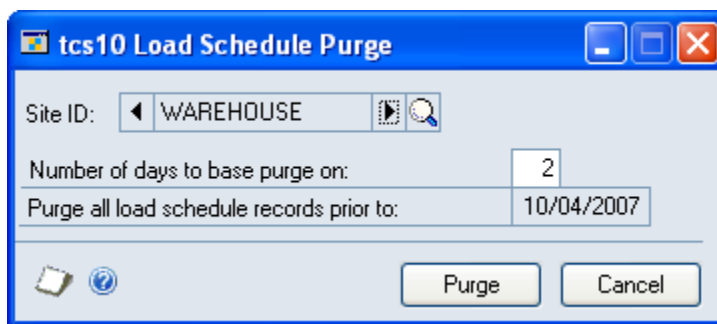 tcs10 Load Schedule Purge
Site ID: WAREHOUSE
Number of days to base purge on: 2
Purge all load schedule records prior to: 10/04/2007
Purge Cancel